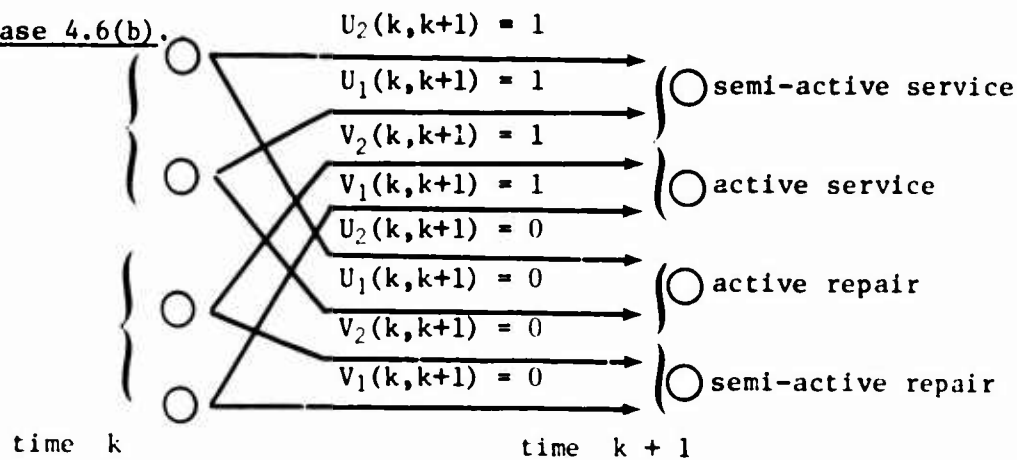 ase 4.6(b).
U₂(k,k+1) = 1
U₁(k,k+1) = 1
semi-active service
V₂(k,k+1) = 1
V₁(k,k+1) = 1
active service
U₂(k,k+1) = 0
U₁(k,k+1) = 0
active repair
V₂(k,k+1) = 0
V₁(k,k+1) = 0
semi-active repair
time k
time k + 1